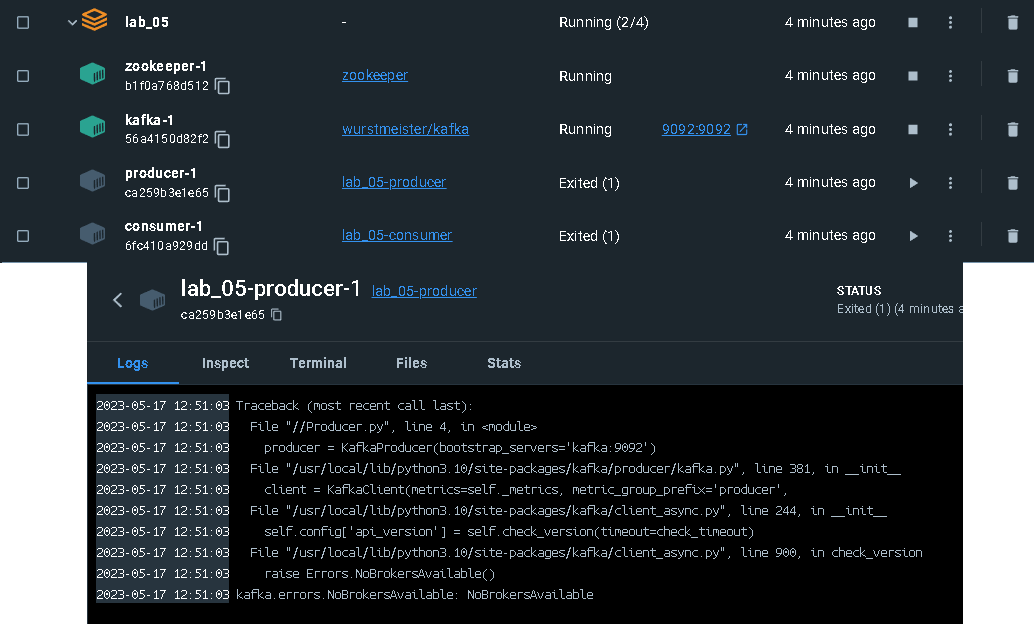 lab_05 - Running (2/4) 4 minutes ago
zookeeper-1
b1f0a768d512 zookeeper Running 4 minutes ago
kafka-1
56a4150d82f2 wurstmeister/kafka Running 9092:9092 4 minutes ago
producer-1
ca259b3e1e65 lab_05-producer Exited (1) 4 minutes ago
consumer-1
6fc410a929dd lab_05-consumer Exited (1) 4 minutes ago
lab_05-producer-1 lab_05-producer
ca259b3e1e65
STATUS
Exited (1) (4 minutes a
Logs Inspect Terminal Files Stats
2023-05-17 12:51:03 Traceback (most recent call last):
2023-05-17 12:51:03   File "//Producer.py", line 4, in <module>
2023-05-17 12:51:03     producer = KafkaProducer(bootstrap_servers='kafka:9092')
2023-05-17 12:51:03   File "/usr/local/lib/python3.10/site-packages/kafka/producer/kafka.py", line 381, in __init__
2023-05-17 12:51:03     client = KafkaClient(metrics=self._metrics, metric_group_prefix='producer',
2023-05-17 12:51:03   File "/usr/local/lib/python3.10/site-packages/kafka/client_async.py", line 244, in __init__
2023-05-17 12:51:03     self.config['api_version'] = self.check_version(timeout=check_timeout)
2023-05-17 12:51:03   File "/usr/local/lib/python3.10/site-packages/kafka/client_async.py", line 900, in check_version
2023-05-17 12:51:03     raise Errors.NoBrokersAvailable()
2023-05-17 12:51:03 kafka.errors.NoBrokersAvailable: NoBrokersAvailable